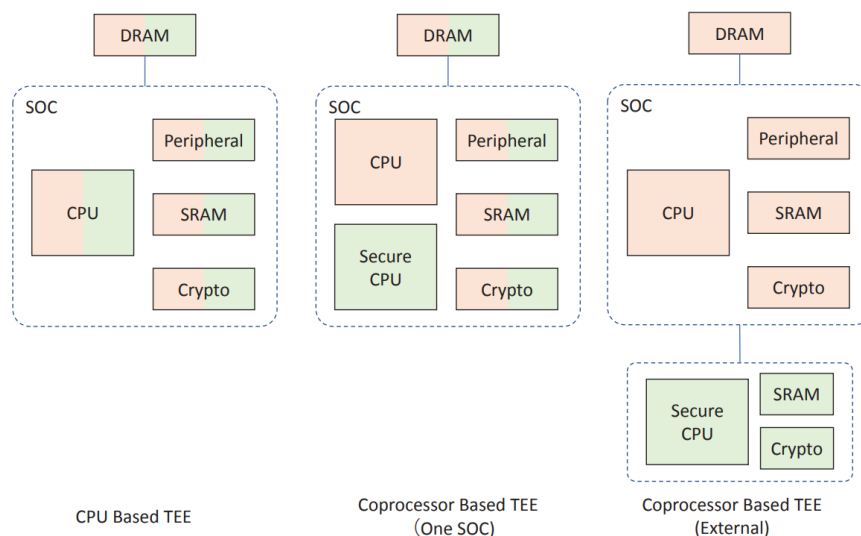 DRAM
SOC
Peripheral
CPU
SRAM
Crypto
CPU Based TEE
DRAM
SOC
CPU
Peripheral
SRAM
Secure
CPU
Crypto
Coprocessor Based TEE
（One SOC)
DRAM
SOC
Peripheral
CPU
SRAM
Crypto
Secure
CPU
SRAM
Crypto
Coprocessor Based TEE
(External)